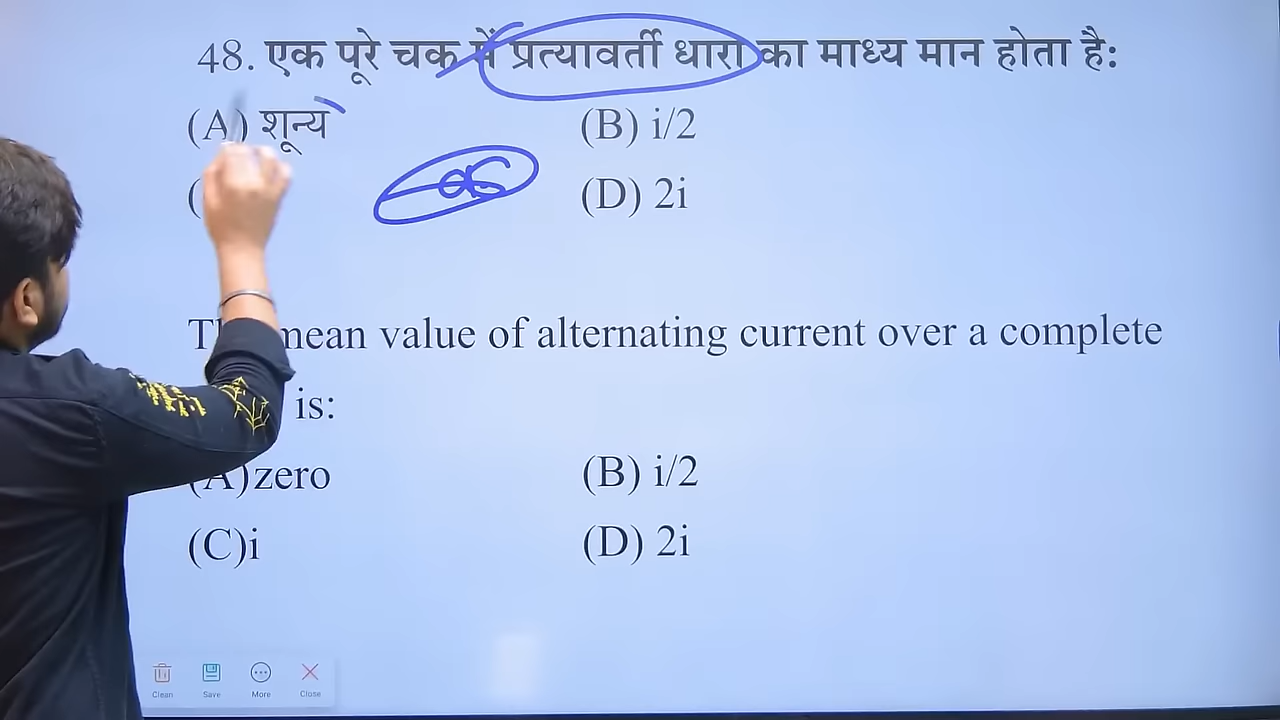 48. एक पूरे चक में प्रत्यावर्ती धारा का माध्य मान होता है:
(A) शून्य (B) i/2
( (D) 2i
mean value of alternating current over a complete
is:
(A)zero (B) i/2
(C)i (D) 2i
Clean Save More Close